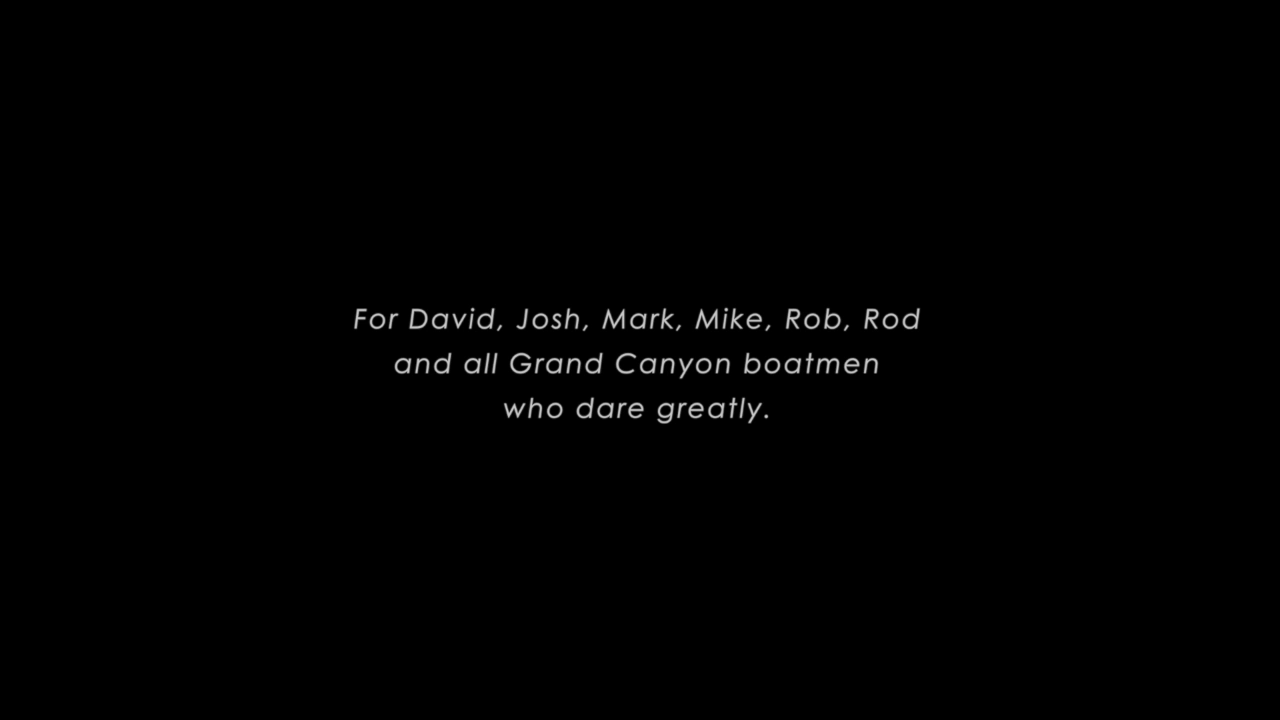 For David, Josh, Mark, Mike, Rob, Rod
and all Grand Canyon boatmen
who dare greatly.